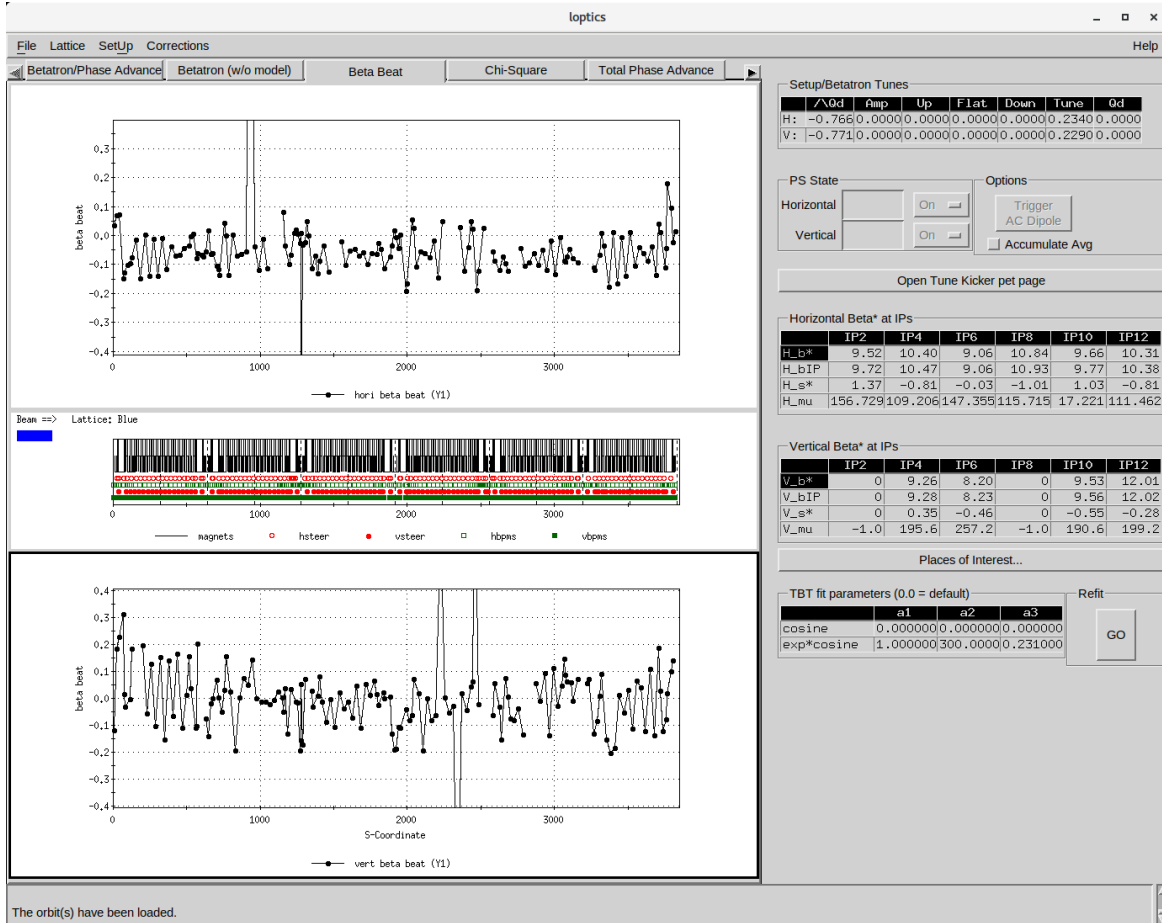 loptics
File Lattice SetUp Corrections Help
Betatron/Phase Advance Betatron (w/o model) Beta Beat Chi-Square Total Phase Advance
0.3
0.2
0.1
0.0
-0.1
-0.2
-0.3
-0.4
beta beat
0 1000 2000 3000
hori beta beat (Y1)
Beam ==> Lattice: Blue
0 1000 2000 3000
magnets hsteer vsteer hbpms vbpms
0.4
0.3
0.2
0.1
0.0
-0.1
-0.2
-0.3
-0.4
beta beat
0 1000 2000 3000
S-Coordinate
vert beta beat (Y1)
Setup/Betatron Tunes
/\Qd Amp Up Flat Down Tune Qd
H: -0.766 0.0000 0.0000 0.0000 0.0000 0.2340 0.0000
V: -0.771 0.0000 0.0000 0.0000 0.0000 0.2290 0.0000
PS State
Horizontal On
Vertical On
Options
Trigger
AC Dipole
Accumulate Avg
Open Tune Kicker pet page
Horizontal Beta* at IPs
IP2 IP4 IP6 IP8 IP10 IP12
H_b* 9.52 10.40 9.06 10.84 9.66 10.31
H_bIP 9.72 10.47 9.06 10.93 9.77 10.38
H_s* 1.37 -0.81 -0.03 -1.01 1.03 -0.81
H_mu 156.729 109.206 147.355 115.715 17.221 111.462
Vertical Beta* at IPs
IP2 IP4 IP6 IP8 IP10 IP12
V_b* 0 9.26 8.20 0 9.53 12.01
V_bIP 0 9.28 8.23 0 9.56 12.02
V_s* 0 0.35 -0.46 0 -0.55 -0.28
V_mu -1.0 195.6 257.2 -1.0 190.6 199.2
Places of Interest...
TBT fit parameters (0.0 = default)
a1 a2 a3
cosine 0.000000 0.000000 0.000000
exp*cosine 1.000000 300.0000 0.231000
Refit
GO
The orbit(s) have been loaded.